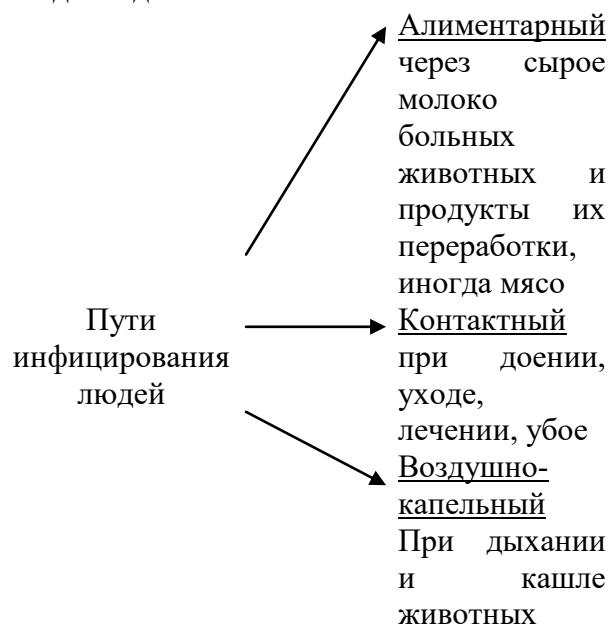 Алиментарный
через сырое
молоко
больных
животных и
продукты их
переработки,
иногда мясо
Пути
инфицирования
людей
Контактный
при доении,
уходе,
лечении, убое
Воздушно-
капельный
При дыхании
и кашле
животных